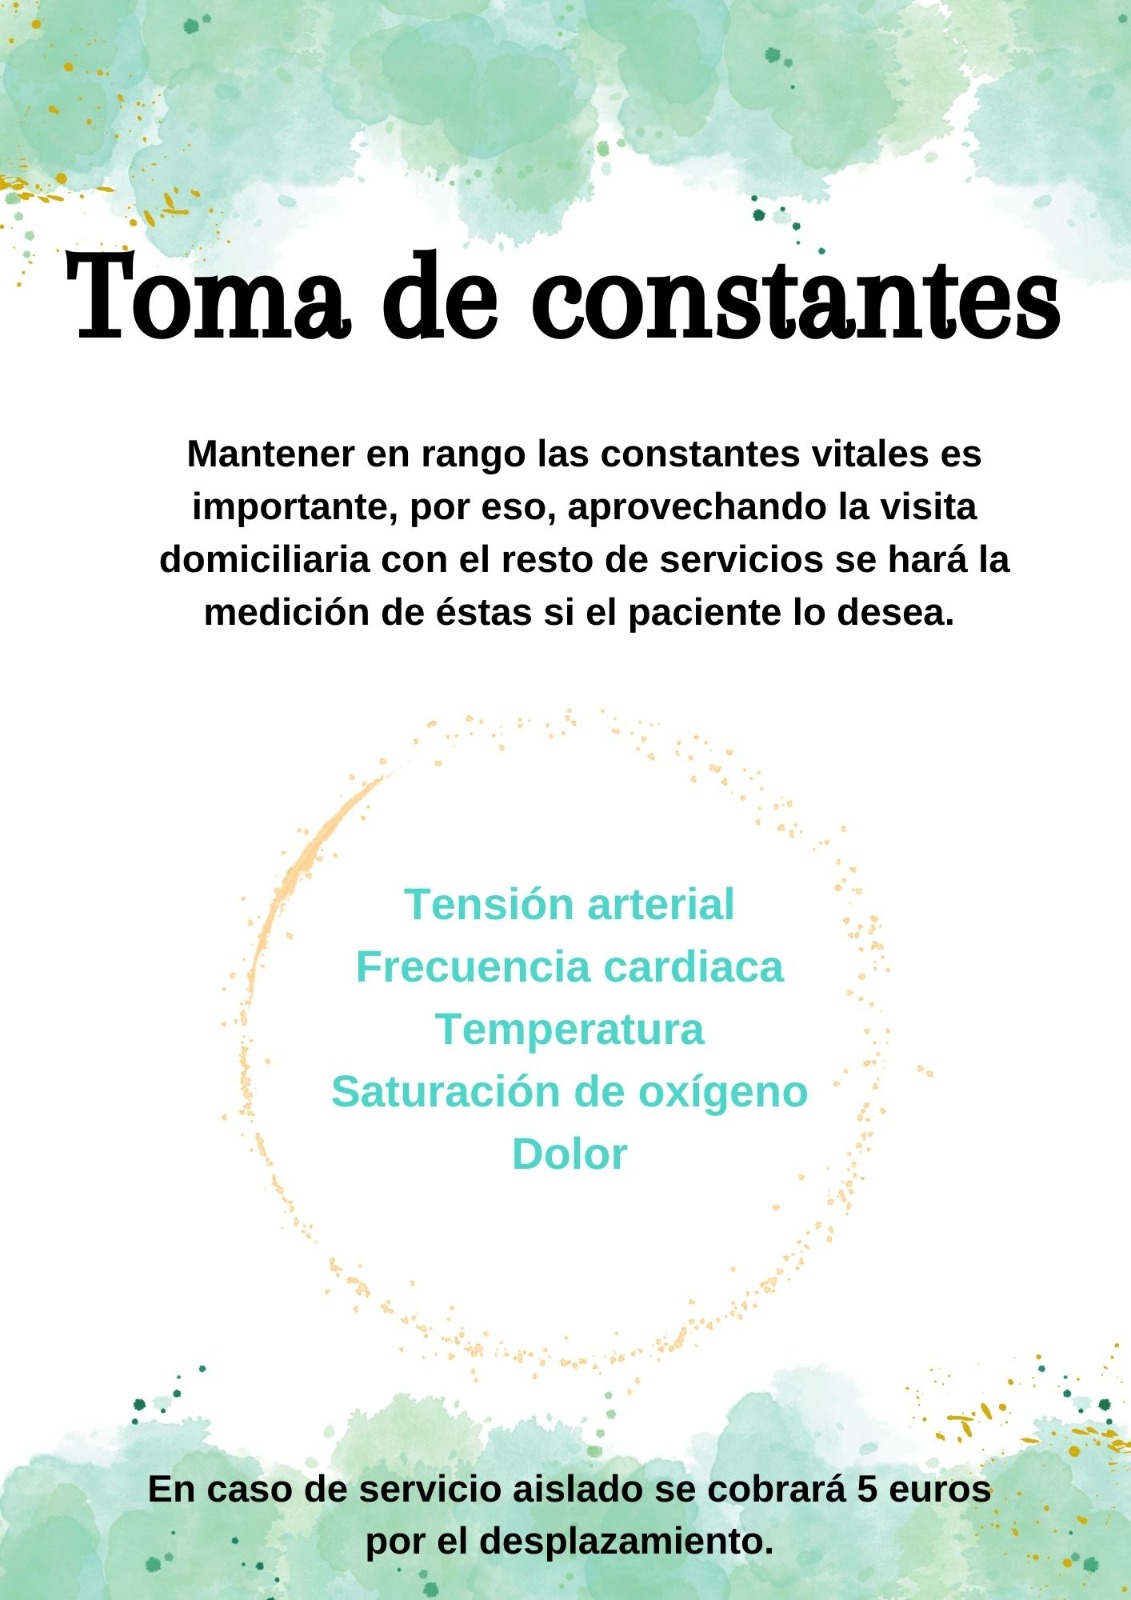 Toma de constantes
Mantener en rango las constantes vitales es
importante, por eso, aprovechando la visita
domiciliaria con el resto de servicios se hará la
medición de éstas si el paciente lo desea.
Tensión arterial
Frecuencia cardiaca
Temperatura
Saturación de oxígeno
Dolor
En caso de servicio aislado se cobrará 5 euros
por el desplazamiento.